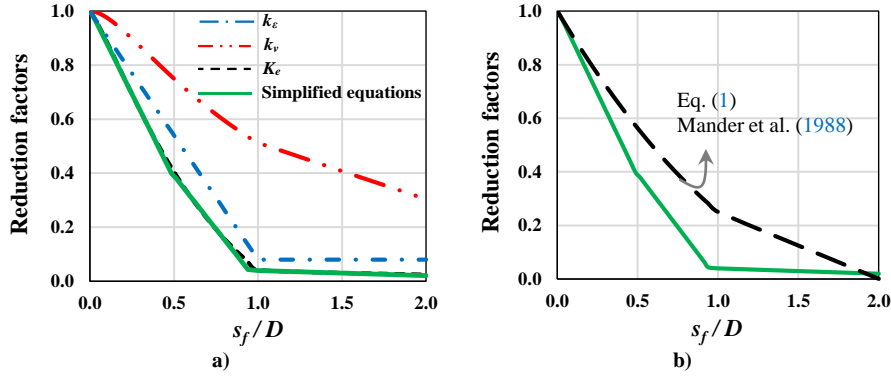 Reduction factors
1.0
0.8
0.6
0.4
0.2
0.0
k_ε
k_v
K_e
Simplified equations
0.0 0.5 1.0 1.5 2.0
s_f / D
a)
Reduction factors
1.0
0.8
0.6
0.4
0.2
0.0
Eq. (1)
Mander et al. (1988)
0.0 0.5 1.0 1.5 2.0
s_f / D
b)